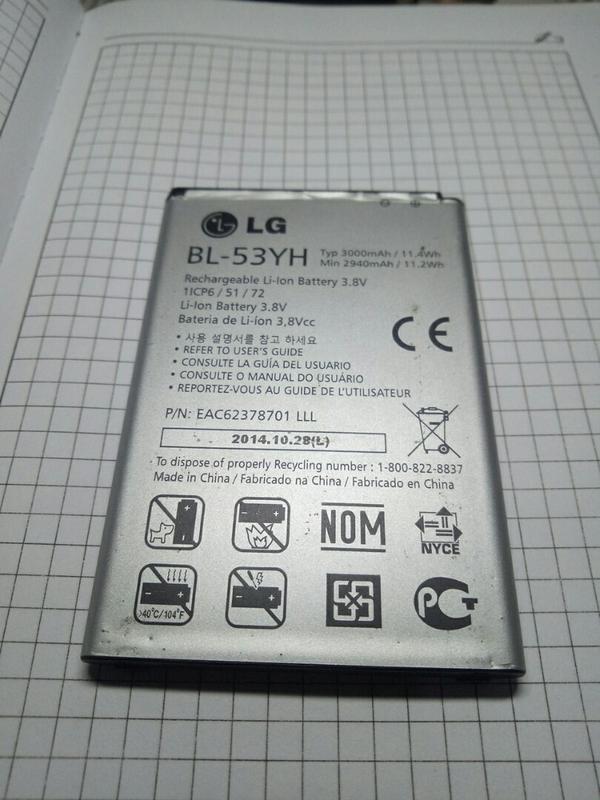 LG
BL-53YH
Typ 3000mAh / 11.4Wh
Min 2940mAh / 11.2Wh
Rechargeable Li-Ion Battery 3.8V
1ICP6 / 51 / 72
Li-Ion Battery 3.8V
Bateria de Li-ion 3,8Vcc
CE
• 사용 설명서를 참고 하세요
• REFER TO USER'S GUIDE
• CONSULTE LA GUÍA DEL USUARIO
• CONSULTE O MANUAL DO USUÁRIO
• REPORTEZ-VOUS AU GUIDE DE L'UTILISATEUR
P/N: EAC62378701 LLL
2014.10.28(L)
To dispose of properly Recycling number : 1-800-822-8837
Made in China / Fabricado na China / Fabricado en China
NOM
NYCE
>40°C/104°F
PCT